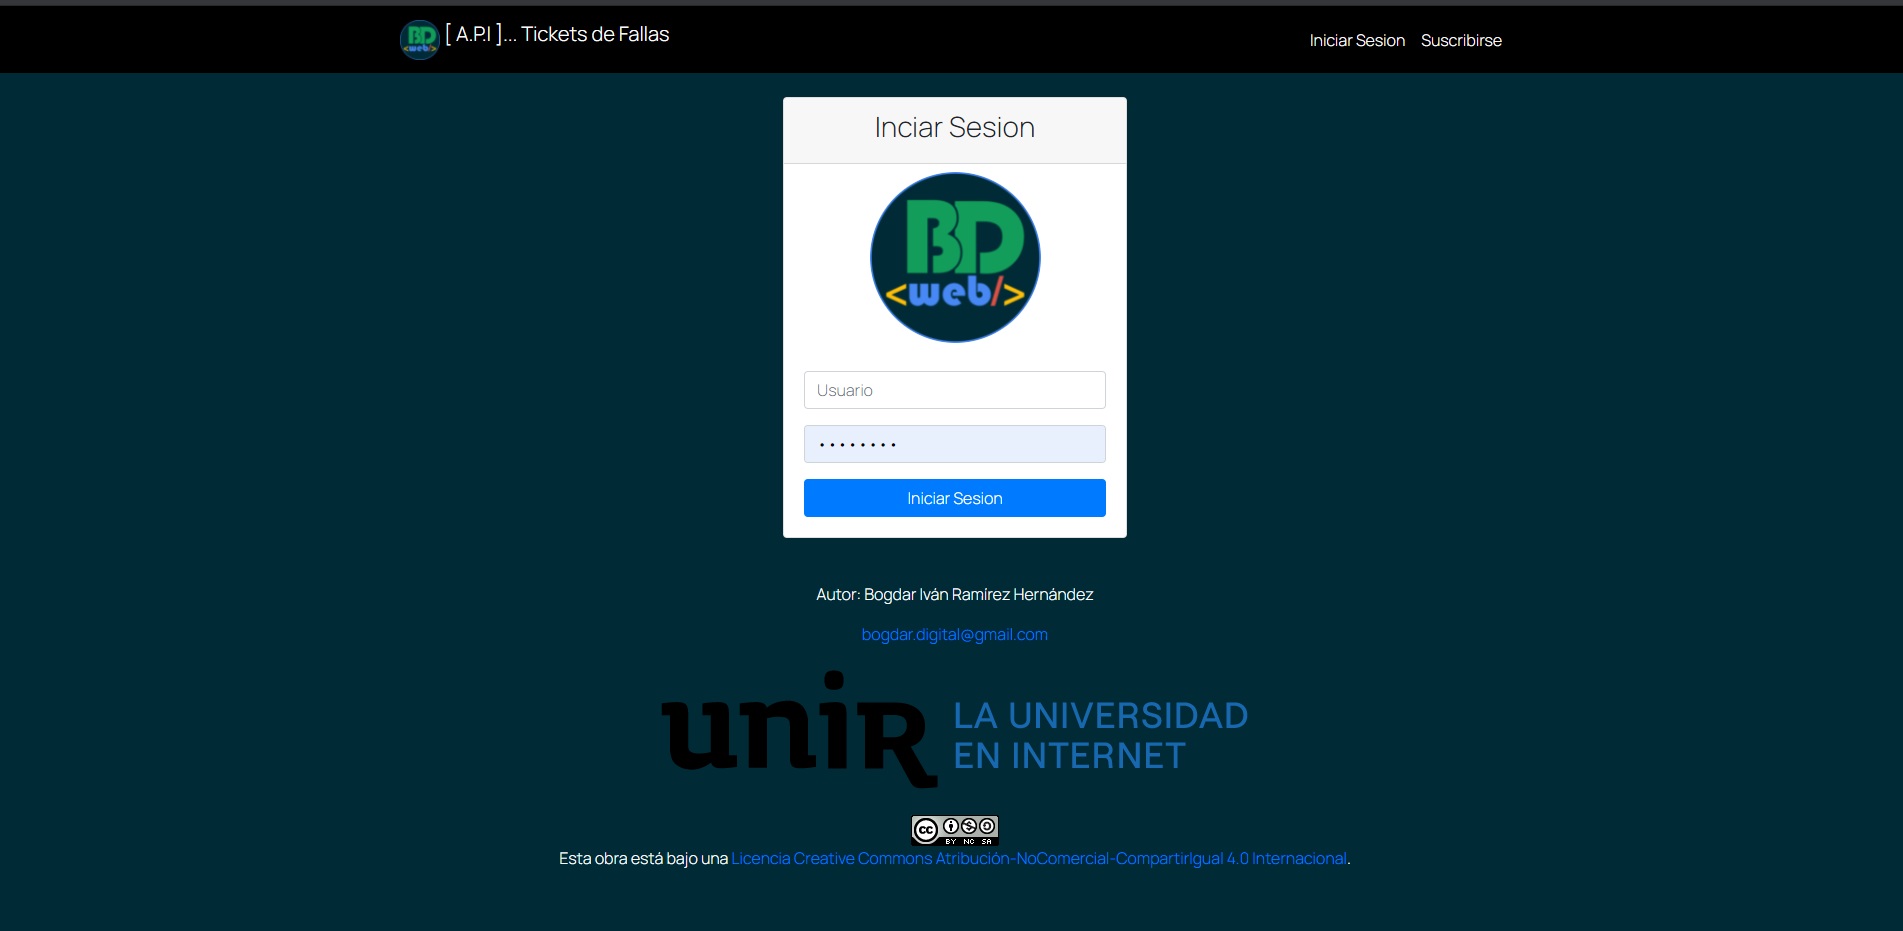 BD
<web/>
[ A.P.I ]... Tickets de Fallas
Iniciar Sesion
Suscribirse
Inciar Sesion
BD
<web/>
Usuario
••••••••
Iniciar Sesion
Autor: Bogdar Iván Ramírez Hernández
bogdar.digital@gmail.com
uniR LA UNIVERSIDAD
EN INTERNET
cc
BY NC SA
Esta obra está bajo una Licencia Creative Commons Atribución-NoComercial-CompartirIgual 4.0 Internacional.